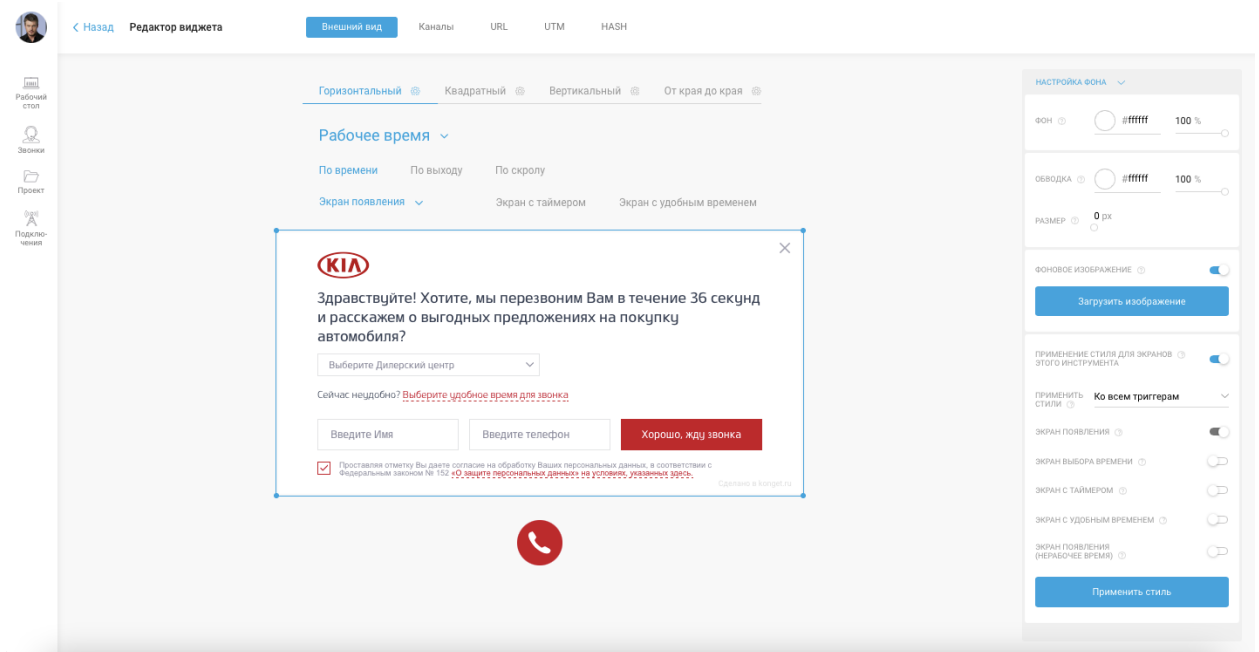 Назад Редактор виджета Внешний вид Каналы URL UTM HASH
Рабочий
стол
Звонки
Проект
Подклю-
чения
Горизонтальный Квадратный Вертикальный От края до края
Рабочее время
По времени По выходу По скролу
Экран появления Экран с таймером Экран с удобным временем
KIA
Здравствуйте! Хотите, мы перезвоним Вам в течение 36 секунд
и расскажем о выгодных предложениях на покупку
автомобиля?
Выберите Дилерский центр
Сейчас неудобно? Выберите удобное время для звонка
Введите Имя Введите телефон Хорошо, жду звонка
Проставляя отметку Вы даете согласие на обработку Ваших персональных данных, в соответствии с
Федеральным законом № 152 «О защите персональных данных» на условиях, указанных здесь.
Сделано в konget.ru
НАСТРОЙКА ФОНА
ФОН #ffffff 100 %
ОБВОДКА #ffffff 100 %
РАЗМЕР 0 px
ФОНОВОЕ ИЗОБРАЖЕНИЕ
Загрузить изображение
ПРИМЕНЕНИЕ СТИЛЯ ДЛЯ ЭКРАНОВ
ЭТОГО ИНСТРУМЕНТА
ПРИМЕНИТЬ
СТИЛИ Ко всем триггерам
ЭКРАН ПОЯВЛЕНИЯ
ЭКРАН ВЫБОРА ВРЕМЕНИ
ЭКРАН С ТАЙМЕРОМ
ЭКРАН С УДОБНЫМ ВРЕМЕНЕМ
ЭКРАН ПОЯВЛЕНИЯ
(НЕРАБОЧЕЕ ВРЕМЯ)
Применить стиль